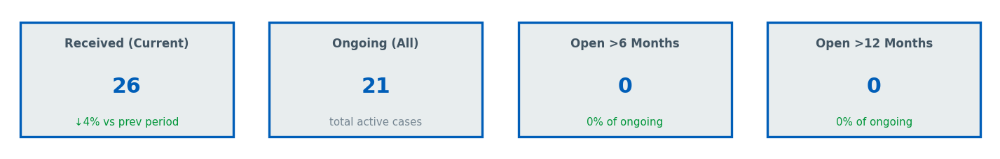 Received (Current)
26
↓4% vs prev period
Ongoing (All)
21
total active cases
Open >6 Months
0
0% of ongoing
Open >12 Months
0
0% of ongoing